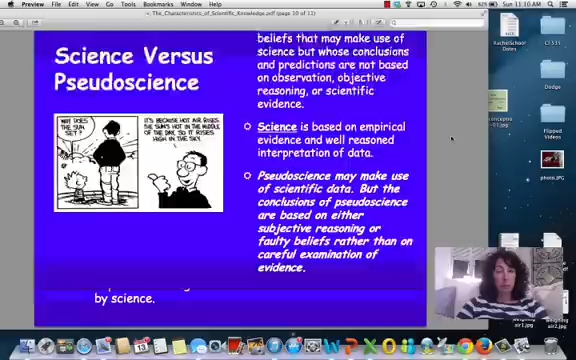 Preview File Edit View Go Tools Bookmarks Window Help
Sun 11:10 AM
The_Characteristics_of_Scientific_Knowledge.pdf (page 10 of 11)
Science Versus
Pseudoscience
beliefs that may make use of
science but whose conclusions
and predictions are not based
on observation, objective
reasoning, or scientific
evidence.
Science is based on empirical
evidence and well reasoned
interpretation of data.
Pseudoscience may make use
of scientific data. But the
conclusions of pseudoscience
are based on either
subjective reasoning or
faulty beliefs rather than on
careful examination of
evidence.
WHY DOES
THE SUN
SET?
IT'S BECAUSE HOT AIR RISES.
THE SUN'S HOT IN THE MIDDLE
OF THE DAY, SO IT RISES
HIGH IN THE SKY.
by science.
Dodge
Flipped
Videos
photo.JPG